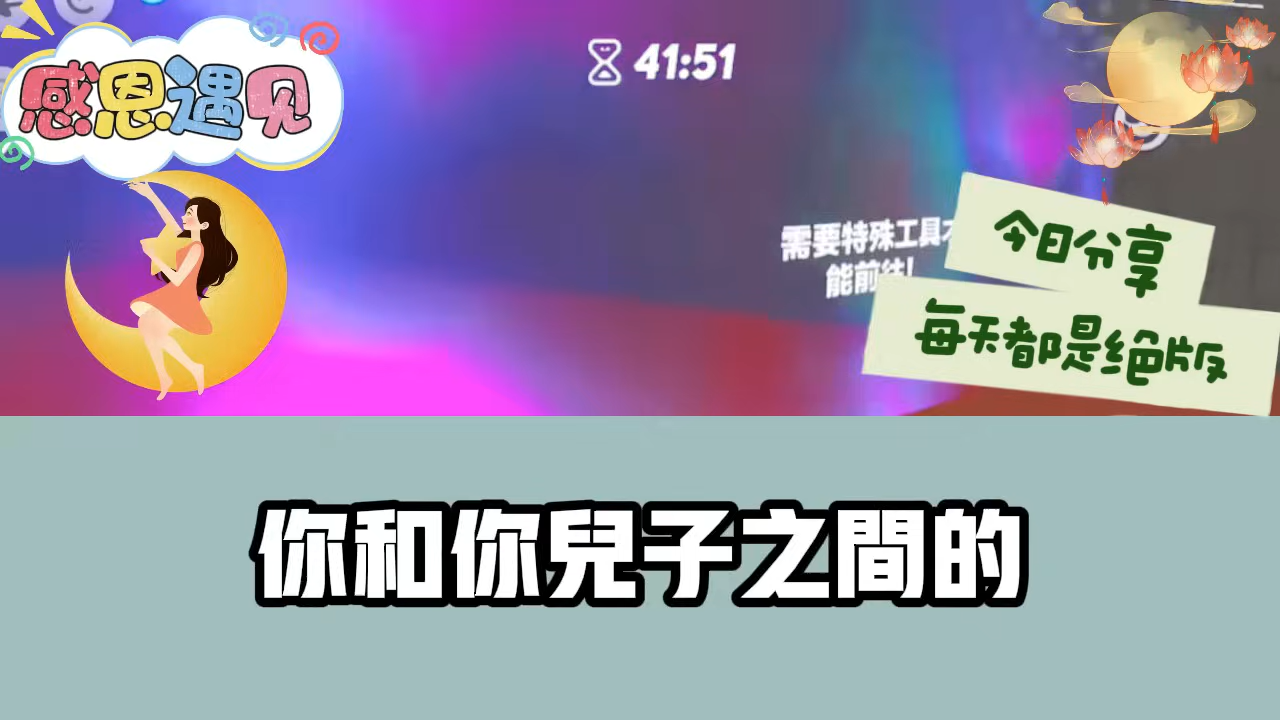 感恩遇见
41:51
需要特殊工具才
能前往!
今日分享
每天都是绝版
你和你兒子之間的